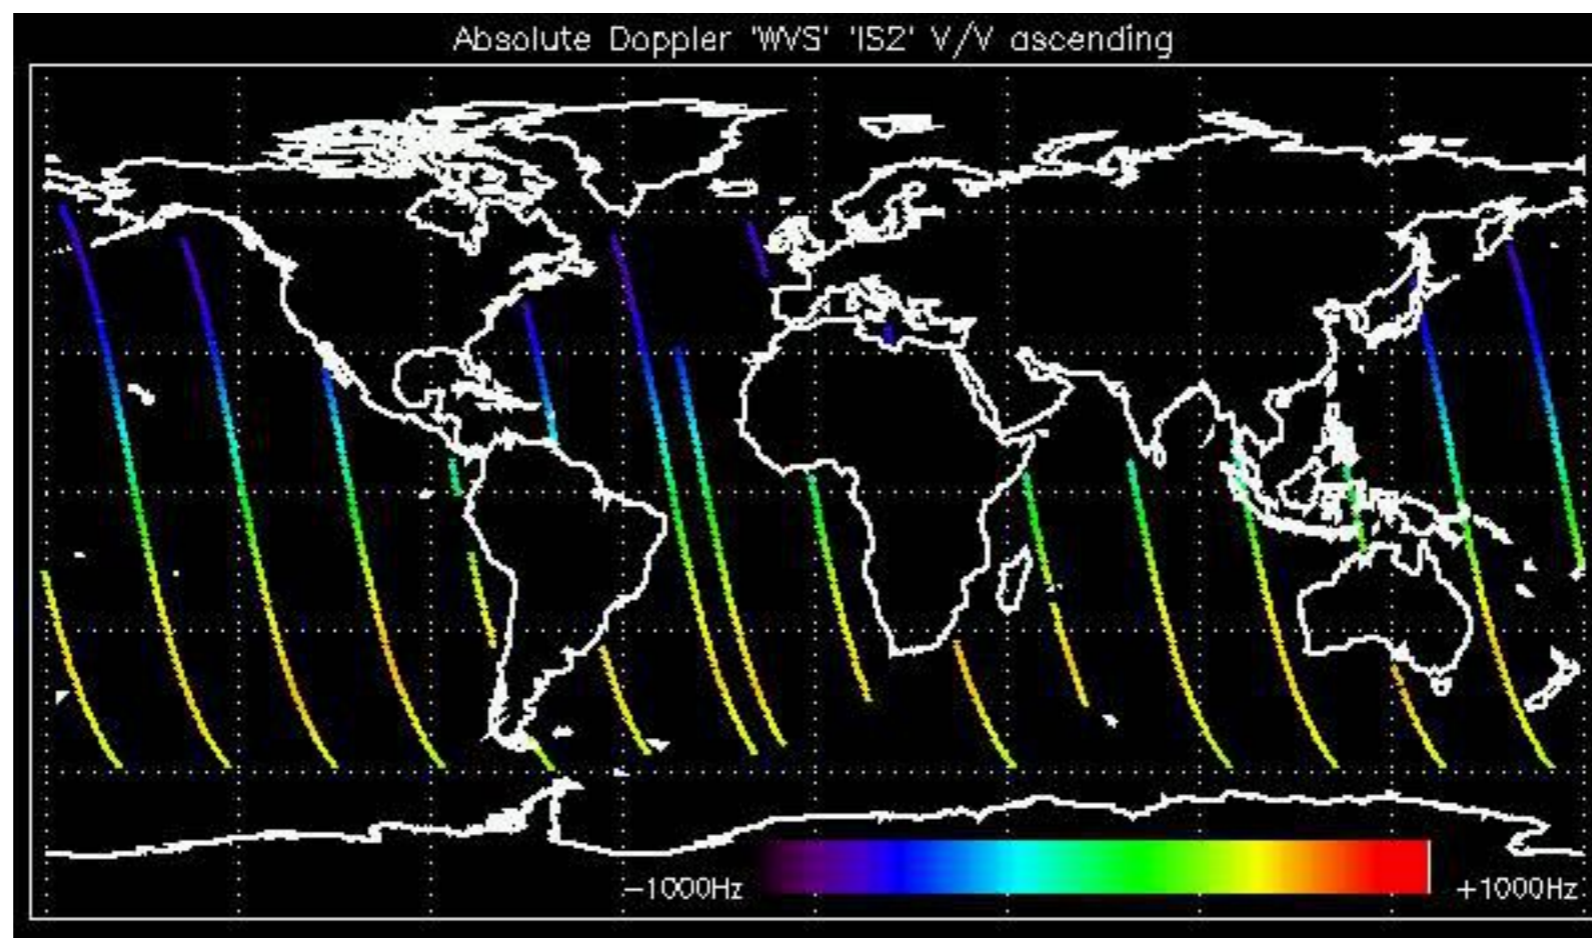 Absolute Doppler 'WVS' 'IS2' V/V ascending
-1000Hz +1000Hz